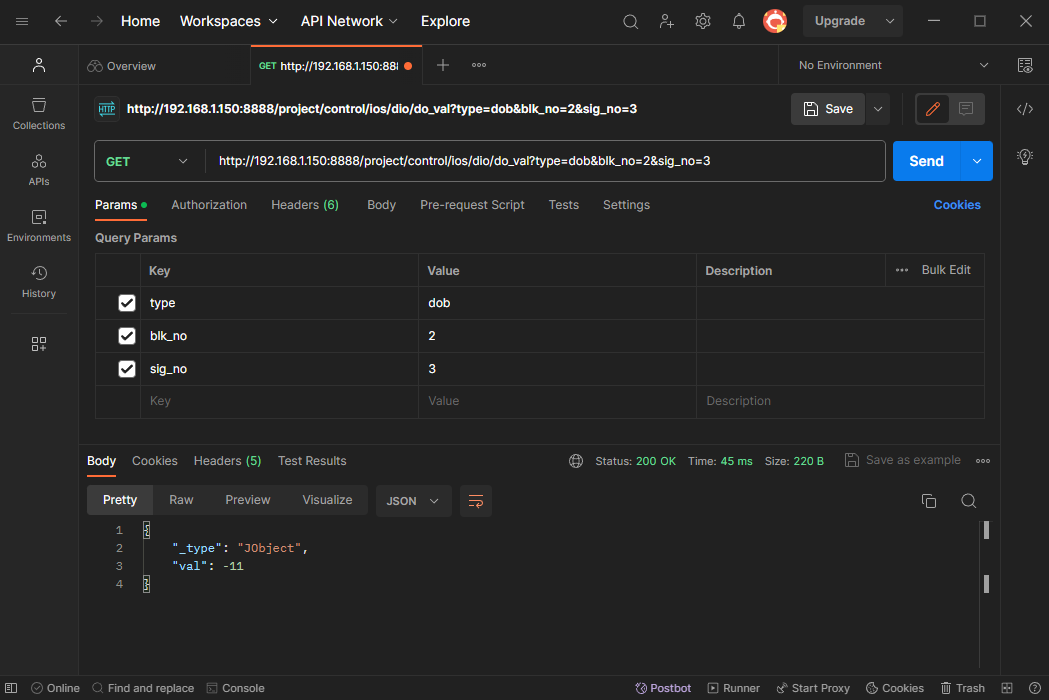 Home Workspaces API Network Explore Upgrade
Overview GET http://192.168.1.150:888 No Environment
HTTP http://192.168.1.150:8888/project/control/ios/dio/do_val?type=dob&blk_no=2&sig_no=3 Save
Collections
GET http://192.168.1.150:8888/project/control/ios/dio/do_val?type=dob&blk_no=2&sig_no=3 Send
APIs
Params Authorization Headers (6) Body Pre-request Script Tests Settings Cookies
Environments
Query Params
Key Value Description Bulk Edit
History
type dob
blk_no 2
sig_no 3
Key Value Description
Body Cookies Headers (5) Test Results Status: 200 OK Time: 45 ms Size: 220 B Save as example
Pretty Raw Preview Visualize JSON
1 {
2 "_type": "JObject",
3 "val": -11
4 }
Online Find and replace Console Postbot Runner Start Proxy Cookies Trash